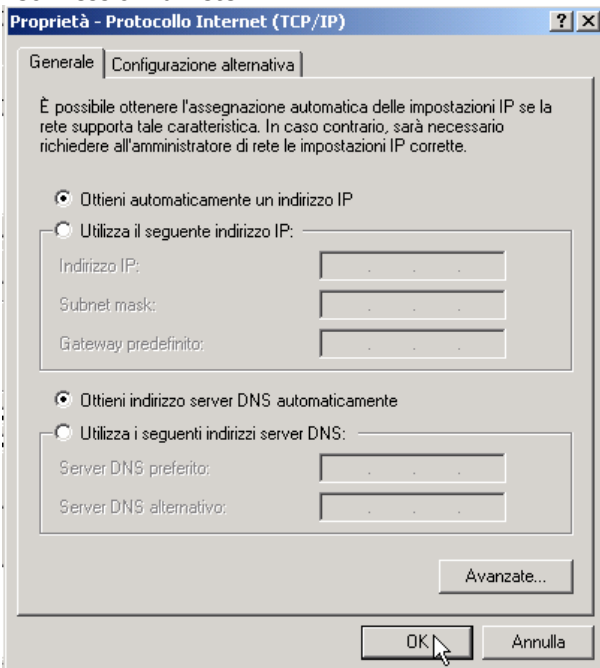 Proprietà - Protocollo Internet (TCP/IP)
Generale
Configurazione alternativa
È possibile ottenere l'assegnazione automatica delle impostazioni IP se la
rete supporta tale caratteristica. In caso contrario, sarà necessario
richiedere all'amministratore di rete le impostazioni IP corrette.
Ottieni automaticamente un indirizzo IP
Utilizza il seguente indirizzo IP:
Indirizzo IP:
Subnet mask:
Gateway predefinito:
Ottieni indirizzo server DNS automaticamente
Utilizza i seguenti indirizzi server DNS:
Server DNS preferito:
Server DNS alternativo:
Avanzate...
OK
Annulla